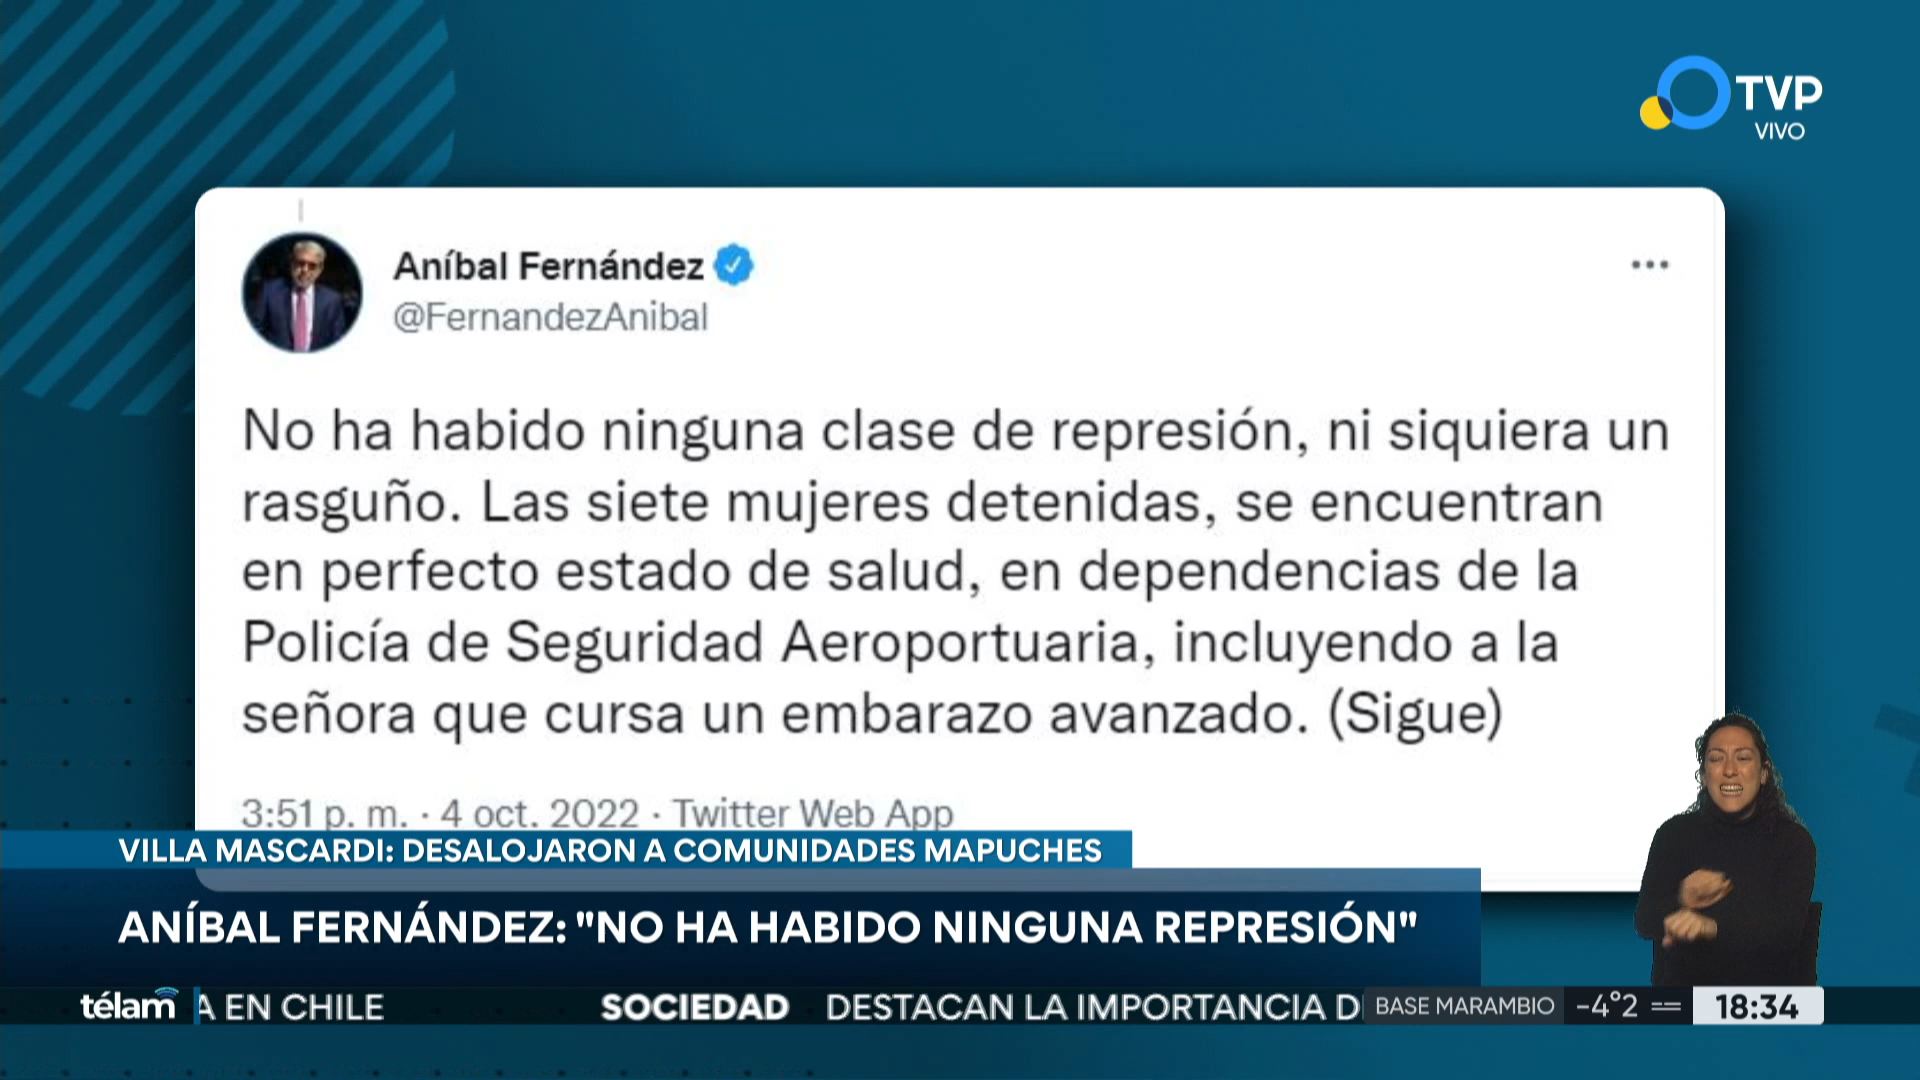 TVP
VIVO
Aníbal Fernández
@FernandezAnibal
No ha habido ninguna clase de represión, ni siquiera un
rasguño. Las siete mujeres detenidas, se encuentran
en perfecto estado de salud, en dependencias de la
Policía de Seguridad Aeroportuaria, incluyendo a la
señora que cursa un embarazo avanzado. (Sigue)
3:51 p. m. · 4 oct. 2022 · Twitter Web App
VILLA MASCARDI: DESALOJARON A COMUNIDADES MAPUCHES
ANÍBAL FERNÁNDEZ: "NO HA HABIDO NINGUNA REPRESIÓN"
télam A EN CHILE SOCIEDAD DESTACAN LA IMPORTANCIA D BASE MARAMBIO -4°2 18:34